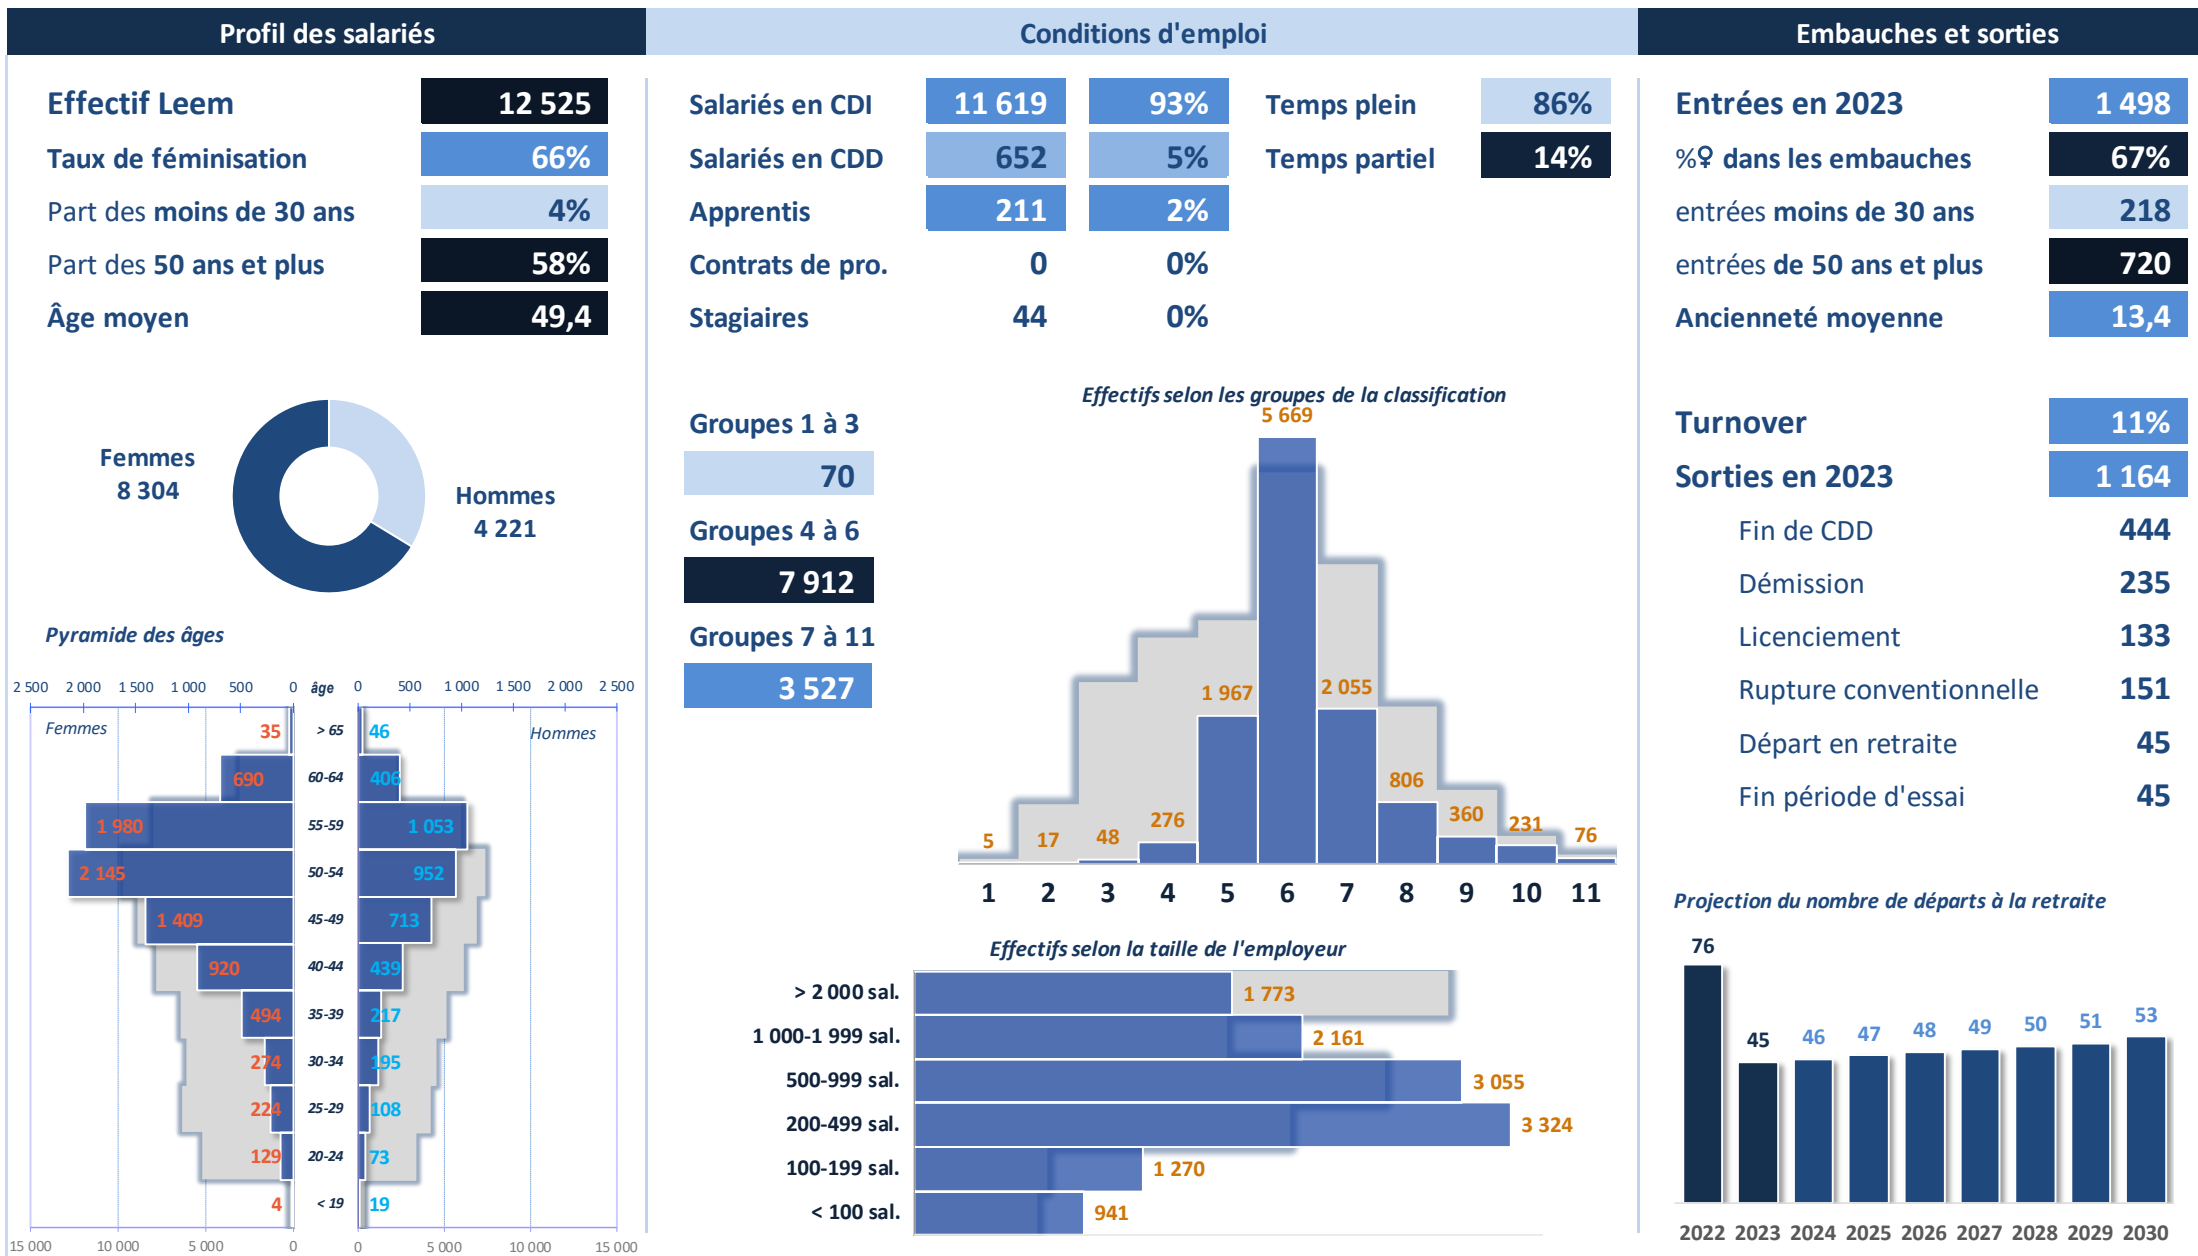 Profil des salariés
Effectif Leem 12 525
Taux de féminisation 66%
Part des moins de 30 ans 4%
Part des 50 ans et plus 58%
Âge moyen 49,4
Femmes
8 304
Hommes
4 221
Pyramide des âges
2 500 2 000 1 500 1 000 500 0 âge 0 500 1 000 1 500 2 000 2 500
Femmes Hommes
35 > 65 46
690 60-64 406
1 980 55-59 1 053
2 145 50-54 952
1 409 45-49 713
920 40-44 439
494 35-39 217
274 30-34 195
224 25-29 108
129 20-24 73
4 < 19 19
15 000 10 000 5 000 0 0 5 000 10 000 15 000
Conditions d'emploi
Salariés en CDI 11 619 93%
Salariés en CDD 652 5%
Apprentis 211 2%
Contrats de pro. 0 0%
Stagiaires 44 0%
Temps plein 86%
Temps partiel 14%
Groupes 1 à 3
70
Groupes 4 à 6
7 912
Groupes 7 à 11
3 527
Effectifs selon les groupes de la classification
5 17 48 276 1 967 5 669 2 055 806 360 231 76
1 2 3 4 5 6 7 8 9 10 11
Effectifs selon la taille de l'employeur
> 2 000 sal. 1 773
1 000-1 999 sal. 2 161
500-999 sal. 3 055
200-499 sal. 3 324
100-199 sal. 1 270
< 100 sal. 941
Embauches et sorties
Entrées en 2023 1 498
%♀ dans les embauches 67%
entrées moins de 30 ans 218
entrées de 50 ans et plus 720
Ancienneté moyenne 13,4
Turnover 11%
Sorties en 2023 1 164
Fin de CDD 444
Démission 235
Licenciement 133
Rupture conventionnelle 151
Départ en retraite 45
Fin période d'essai 45
Projection du nombre de départs à la retraite
76 45 46 47 48 49 50 51 53
2022 2023 2024 2025 2026 2027 2028 2029 2030